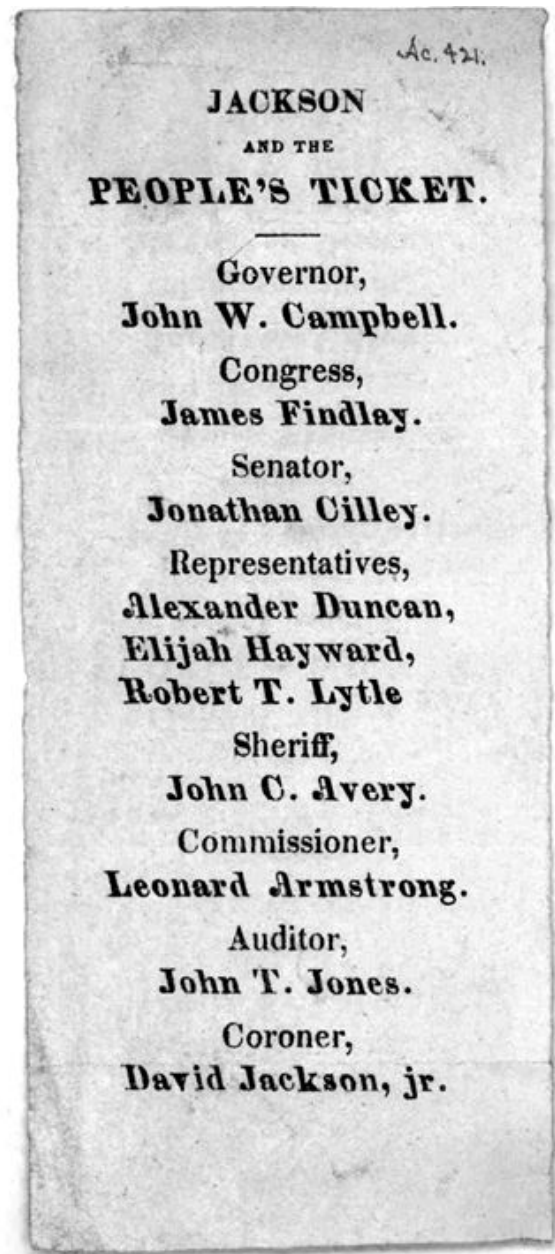 Ac. 421.
JACKSON
AND THE
PEOPLE'S TICKET.
Governor,
John W. Campbell.
Congress,
James Findlay.
Senator,
Jonathan Cilley.
Representatives,
Alexander Duncan,
Elijah Hayward,
Robert T. Lytle
Sheriff,
John C. Avery.
Commissioner,
Leonard Armstrong.
Auditor,
John T. Jones.
Coroner,
David Jackson, jr.